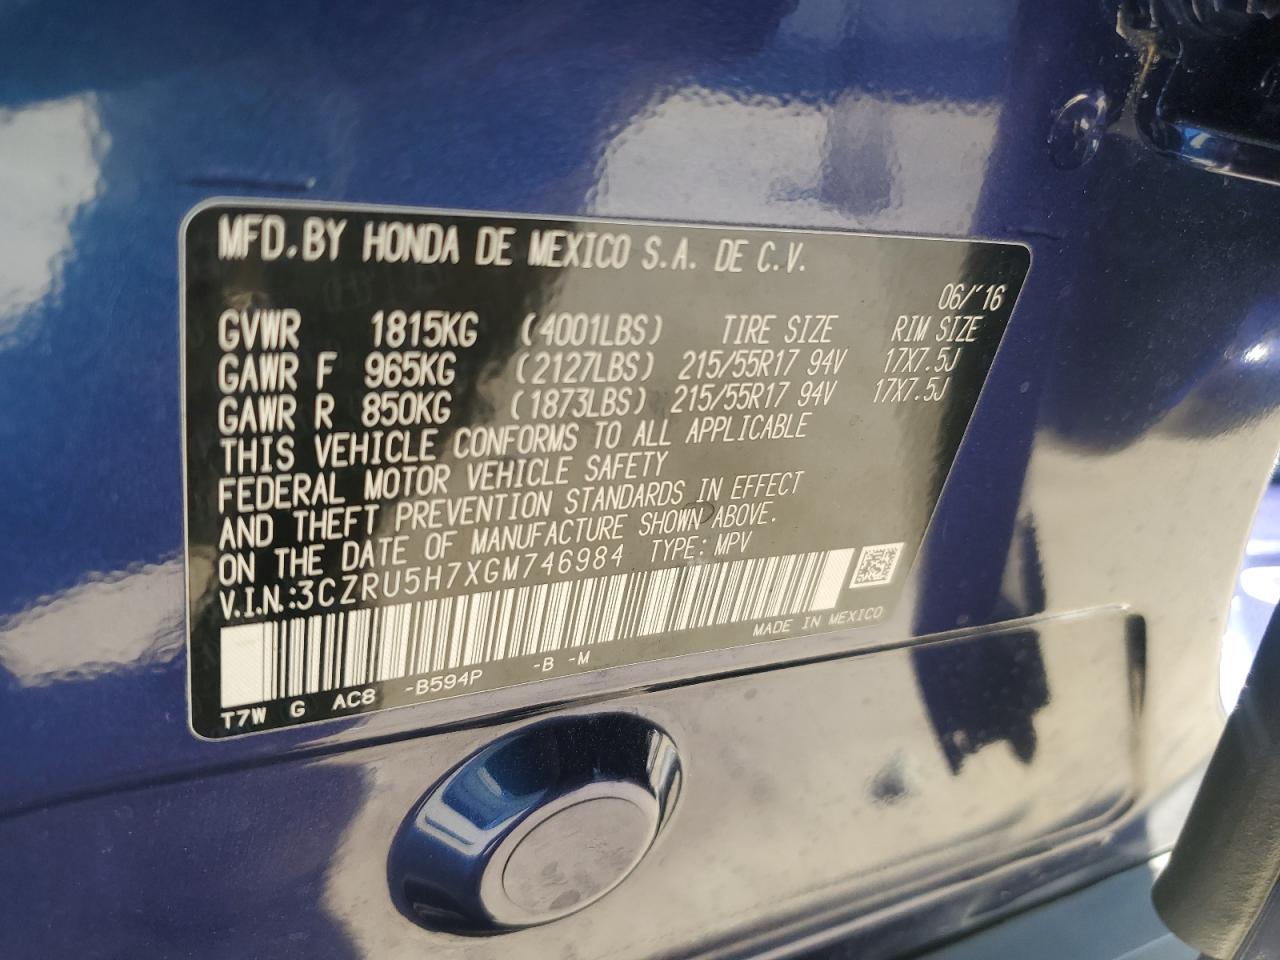 MFD.BY HONDA DE MEXICO S.A. DE C.V.
06/'16
GVWR 1815KG (4001LBS) TIRE SIZE RIM SIZE
GAWR F 965KG (2127LBS) 215/55R17 94V 17X7.5J
GAWR R 850KG (1873LBS) 215/55R17 94V 17X7.5J
THIS VEHICLE CONFORMS TO ALL APPLICABLE
FEDERAL MOTOR VEHICLE SAFETY
AND THEFT PREVENTION STANDARDS IN EFFECT
ON THE DATE OF MANUFACTURE SHOWN ABOVE.
V.I.N.:3CZRU5H7XGM746984 TYPE: MPV
MADE IN MEXICO
T7W G AC8 -B594P -B -M